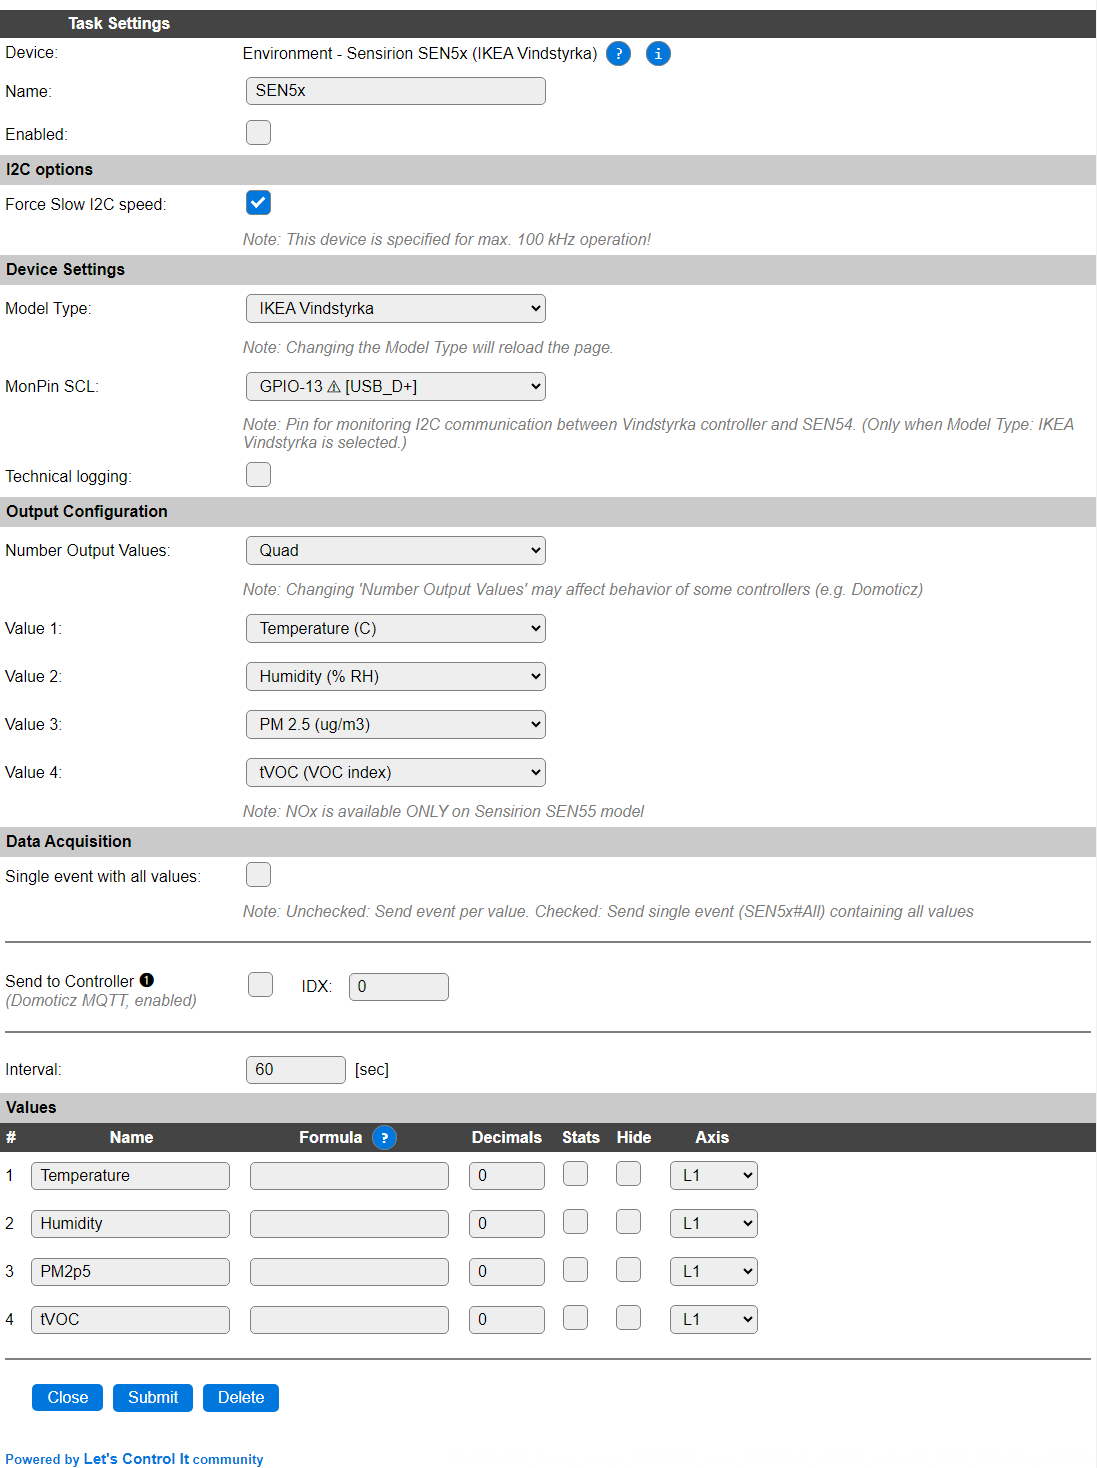 Task Settings
Device: Environment - Sensirion SEN5x (IKEA Vindstyrka) ? i
Name: SEN5x
Enabled:
I2C options
Force Slow I2C speed:
Note: This device is specified for max. 100 kHz operation!
Device Settings
Model Type: IKEA Vindstyrka
Note: Changing the Model Type will reload the page.
MonPin SCL: GPIO-13 ⚠ [USB_D+]
Note: Pin for monitoring I2C communication between Vindstyrka controller and SEN54. (Only when Model Type: IKEA
Vindstyrka is selected.)
Technical logging:
Output Configuration
Number Output Values: Quad
Note: Changing 'Number Output Values' may affect behavior of some controllers (e.g. Domoticz)
Value 1: Temperature (C)
Value 2: Humidity (% RH)
Value 3: PM 2.5 (ug/m3)
Value 4: tVOC (VOC index)
Note: NOx is available ONLY on Sensirion SEN55 model
Data Acquisition
Single event with all values:
Note: Unchecked: Send event per value. Checked: Send single event (SEN5x#All) containing all values
Send to Controller ❶ IDX: 0
(Domoticz MQTT, enabled)
Interval: 60 [sec]
Values
# Name Formula ? Decimals Stats Hide Axis
1 Temperature 0 L1
2 Humidity 0 L1
3 PM2p5 0 L1
4 tVOC 0 L1
Close Submit Delete
Powered by Let's Control It community